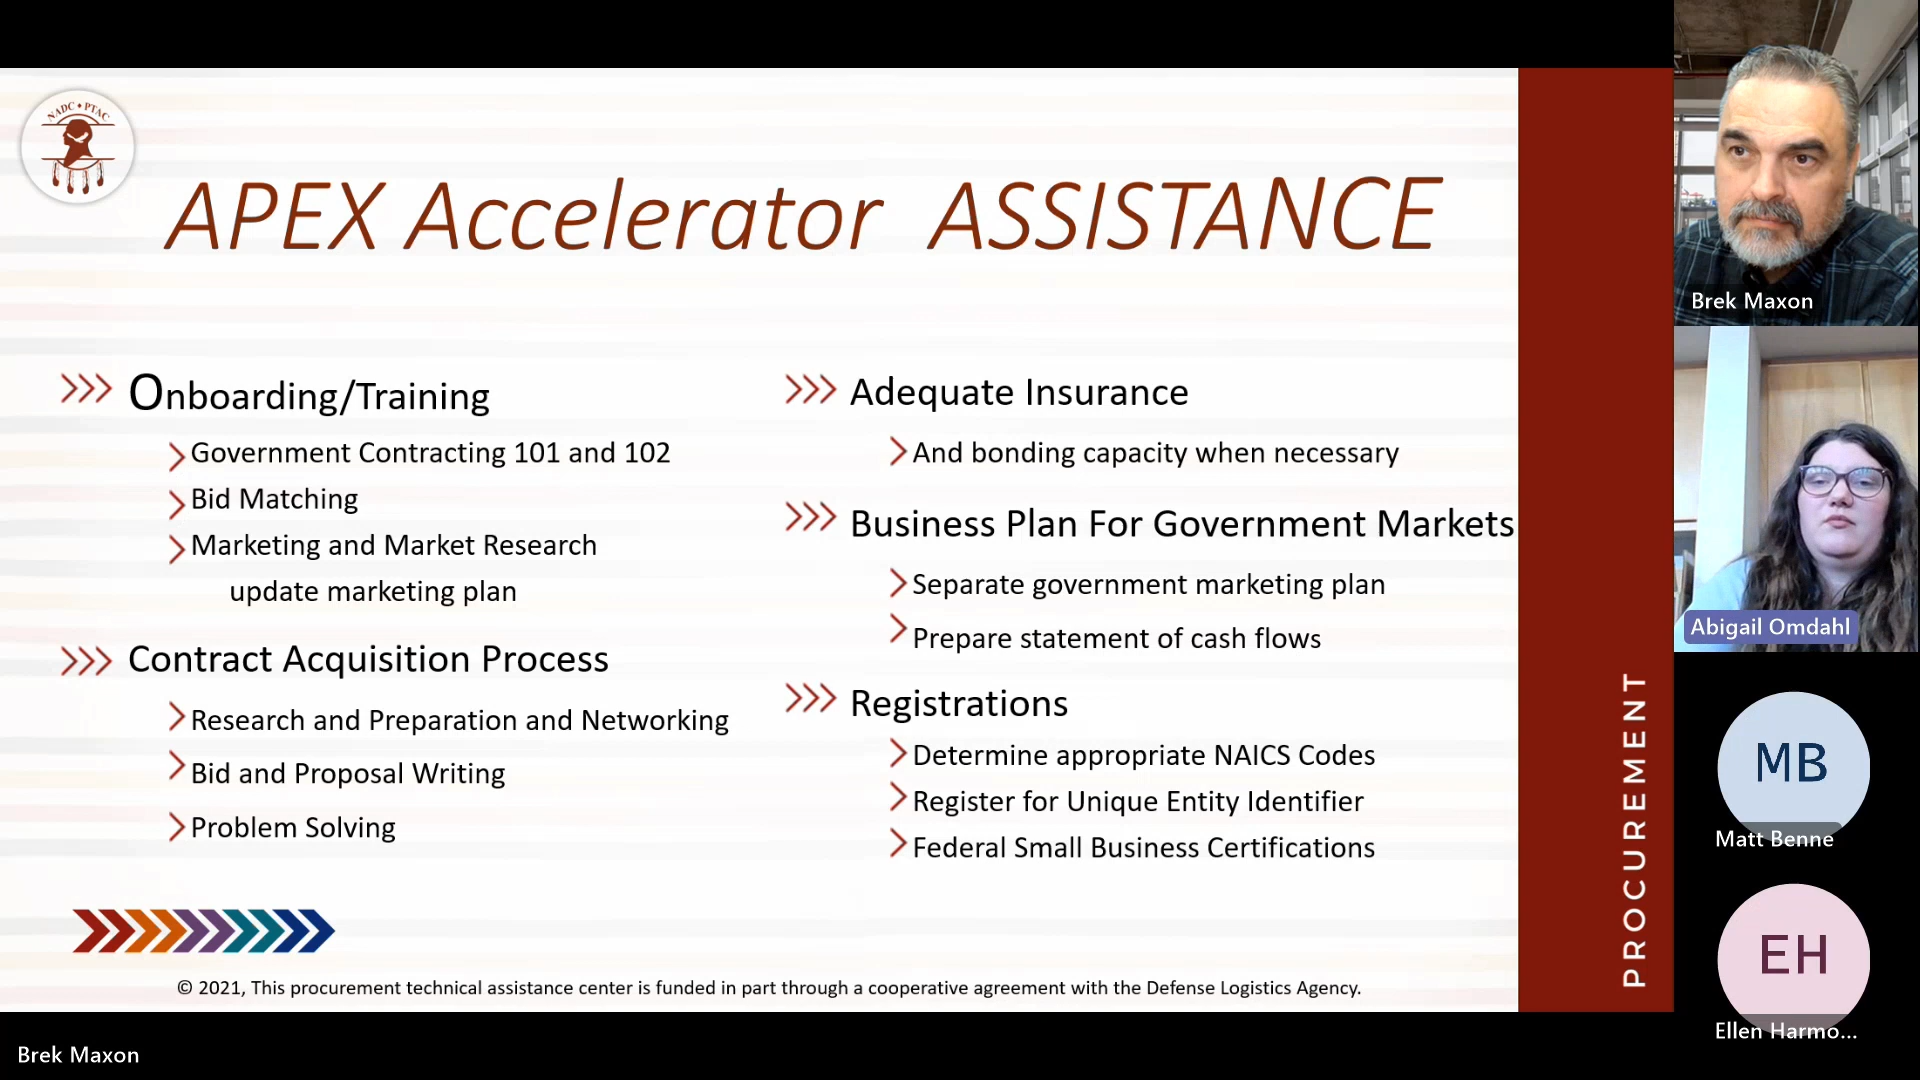 NADC ♦ PTAC
APEX Accelerator ASSISTANCE
Onboarding/Training
Government Contracting 101 and 102
Bid Matching
Marketing and Market Research
update marketing plan
Contract Acquisition Process
Research and Preparation and Networking
Bid and Proposal Writing
Problem Solving
Adequate Insurance
And bonding capacity when necessary
Business Plan For Government Markets
Separate government marketing plan
Prepare statement of cash flows
Registrations
Determine appropriate NAICS Codes
Register for Unique Entity Identifier
Federal Small Business Certifications
© 2021, This procurement technical assistance center is funded in part through a cooperative agreement with the Defense Logistics Agency.
PROCUREMENT
Brek Maxon
Abigail Omdahl
MB
Matt Benne
EH
Ellen Harmo...
Brek Maxon